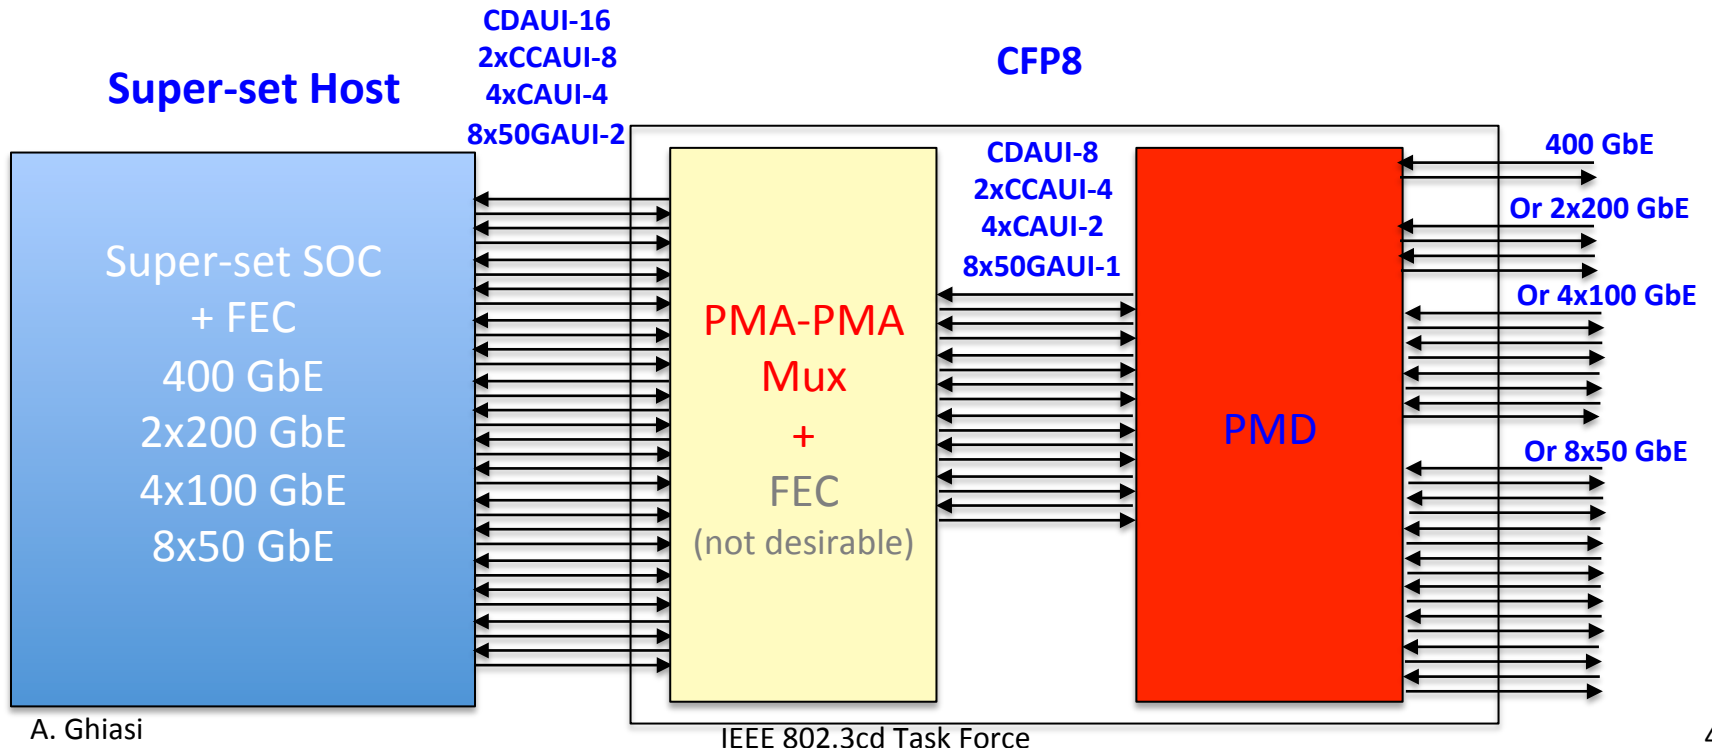 CDAUI-16
2xCCAUI-8
4xCAUI-4
8x50GAUI-2
Super-set Host
CFP8
Super-set SOC
+ FEC
400 GbE
2x200 GbE
4x100 GbE
8x50 GbE
PMA-PMA
Mux
+
FEC
(not desirable)
CDAUI-8
2xCCAUI-4
4xCAUI-2
8x50GAUI-1
PMD
400 GbE
Or 2x200 GbE
Or 4x100 GbE
Or 8x50 GbE
A. Ghiasi
IEEE 802.3cd Task Force